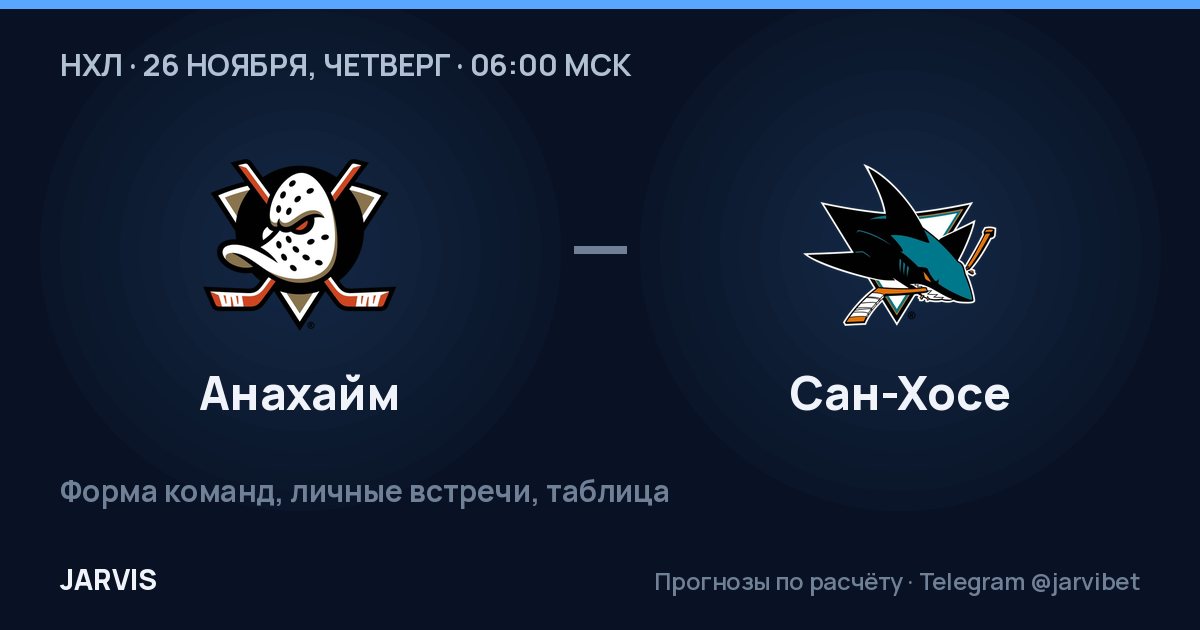 НХЛ · 26 НОЯБРЯ, ЧЕТВЕРГ · 06:00 МСК
—
Анахайм
Сан-Хосе
Форма команд, личные встречи, таблица
JARVIS
Прогнозы по расчёту · Telegram @jarvibet